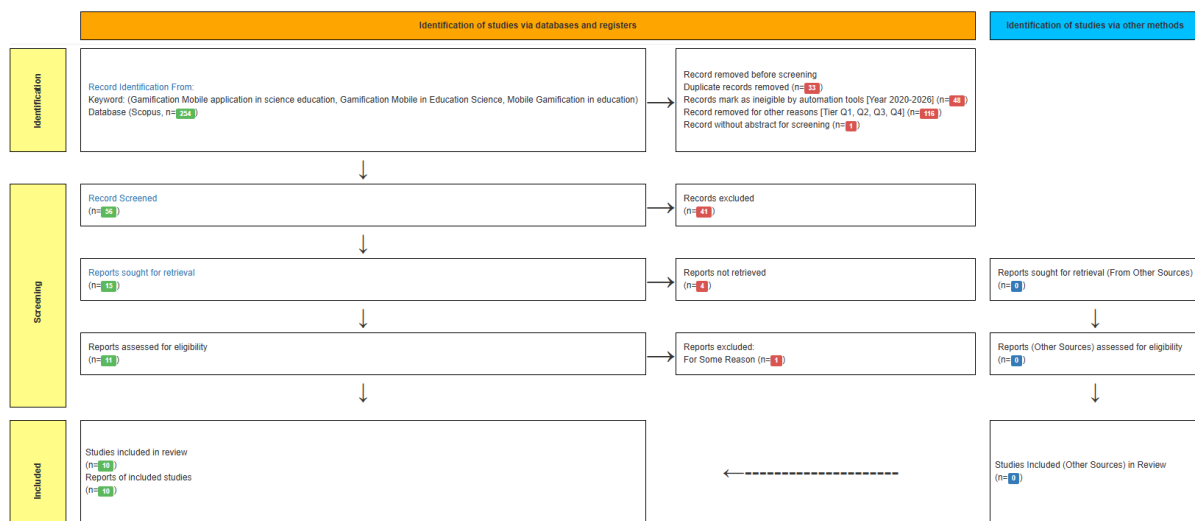 Identification of studies via databases and registers
Identification of studies via other methods
Identification
Record Identification From:
Keyword: (Gamification Mobile application in science education, Gamification Mobile in Education Science, Mobile Gamification in education)
Database (Scopus, n=254)
Record removed before screening
Duplicate records removed (n=33)
Records mark as ineigible by automation tools [Year 2020-2026] (n=48)
Record removed for other reasons [Tier Q1, Q2, Q3, Q4] (n=116)
Record without abstract for screening (n=1)
Screening
Record Screened
(n=56)
Records excluded
(n=41)
Reports sought for retrieval
(n=15)
Reports not retrieved
(n=4)
Reports sought for retrieval (From Other Sources)
(n=0)
Reports assessed for eligibility
(n=11)
Reports excluded:
For Some Reason (n=1)
Reports (Other Sources) assessed for eligibility
(n=0)
Included
Studies included in review
(n=10)
Reports of included studies
(n=10)
Studies Included (Other Sources) in Review
(n=0)